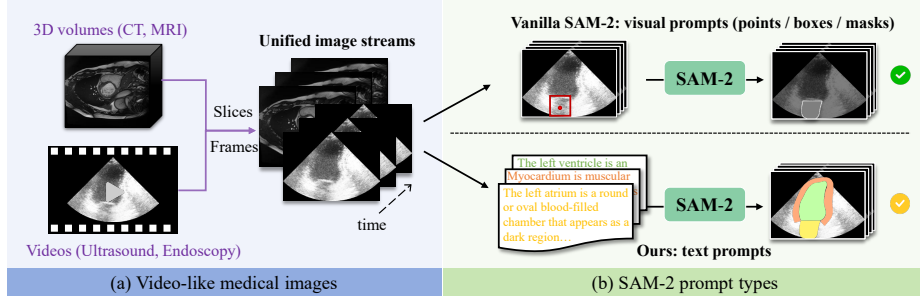 3D volumes (CT, MRI)
Unified image streams
Slices
Frames
time
Videos (Ultrasound, Endoscopy)
(a) Video-like medical images
Vanilla SAM-2: visual prompts (points / boxes / masks)
SAM-2
The left ventricle is an
Myocardium is muscular
The left atrium is a round
or oval blood-filled
chamber that appears as a
dark region…
s
SAM-2
Ours: text prompts
(b) SAM-2 prompt types